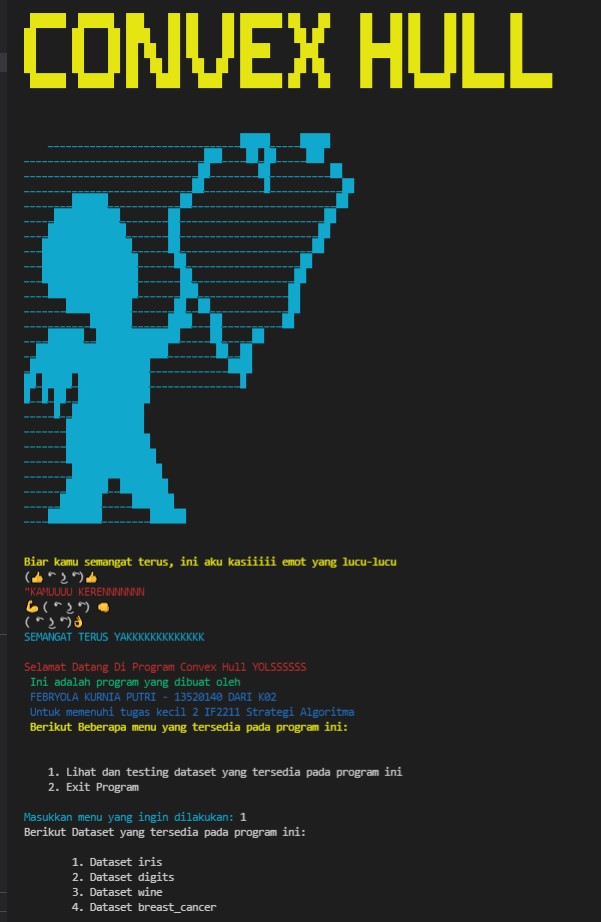 CONVEX HULL
Biar kamu semangat terus, ini aku kasiiiii emot yang lucu-lucu
(👍 ͡° ͜ʖ ͡°)👍
"KAMUUUU KERENNNNNNN
💪( ͡° ͜ʖ ͡°) 👊
( ͡° ͜ʖ ͡°)👌
SEMANGAT TERUS YAKKKKKKKKKKKKK
Selamat Datang Di Program Convex Hull YOLSSSSSS
Ini adalah program yang dibuat oleh
FEBRYOLA KURNIA PUTRI - 13520140 DARI K02
Untuk memenuhi tugas kecil 2 IF2211 Strategi Algoritma
Berikut Beberapa menu yang tersedia pada program ini:
1. Lihat dan testing dataset yang tersedia pada program ini
2. Exit Program
Masukkan menu yang ingin dilakukan: 1
Berikut Dataset yang tersedia pada program ini:
1. Dataset iris
2. Dataset digits
3. Dataset wine
4. Dataset breast_cancer